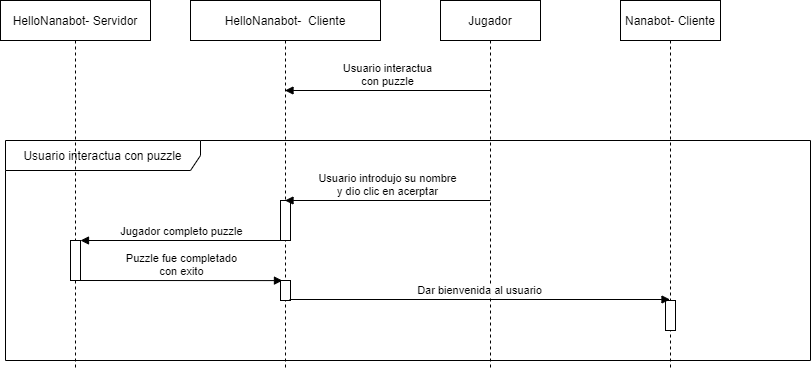 HelloNanabot- Servidor
HelloNanabot-  Cliente
Jugador
Nanabot- Cliente
Usuario interactua
con puzzle
Usuario interactua con puzzle
Usuario introdujo su nombre
y dio clic en acerptar
Jugador completo puzzle
Puzzle fue completado
con exito
Dar bienvenida al usuario